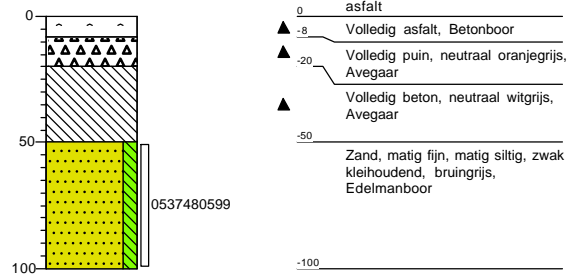 0
50
100
0537480599
0
asfalt
-8
Volledig asfalt, Betonboor
-20
Volledig puin, neutraal oranjegrijs,
Avegaar
Volledig beton, neutraal witgrijs,
Avegaar
-50
Zand, matig fijn, matig siltig, zwak
kleihoudend, bruingrijs,
Edelmanboor
-100